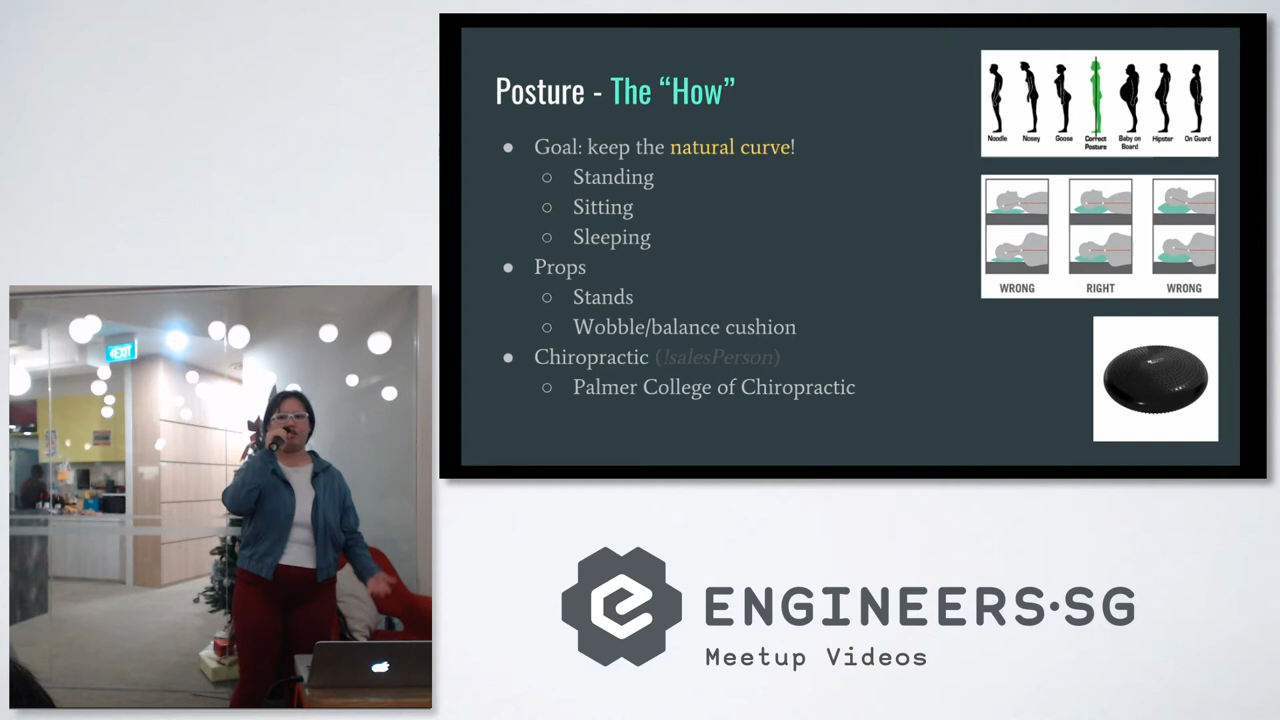 Posture - The “How”
● Goal: keep the natural curve!
○ Standing
○ Sitting
○ Sleeping
● Props
○ Stands
○ Wobble/balance cushion
● Chiropractic (!salesPerson)
○ Palmer College of Chiropractic
Noodle Nosey Goose Correct Posture Baby on Board Hipster On Guard
WRONG RIGHT WRONG
EXIT
ENGINEERS·SG
Meetup Videos